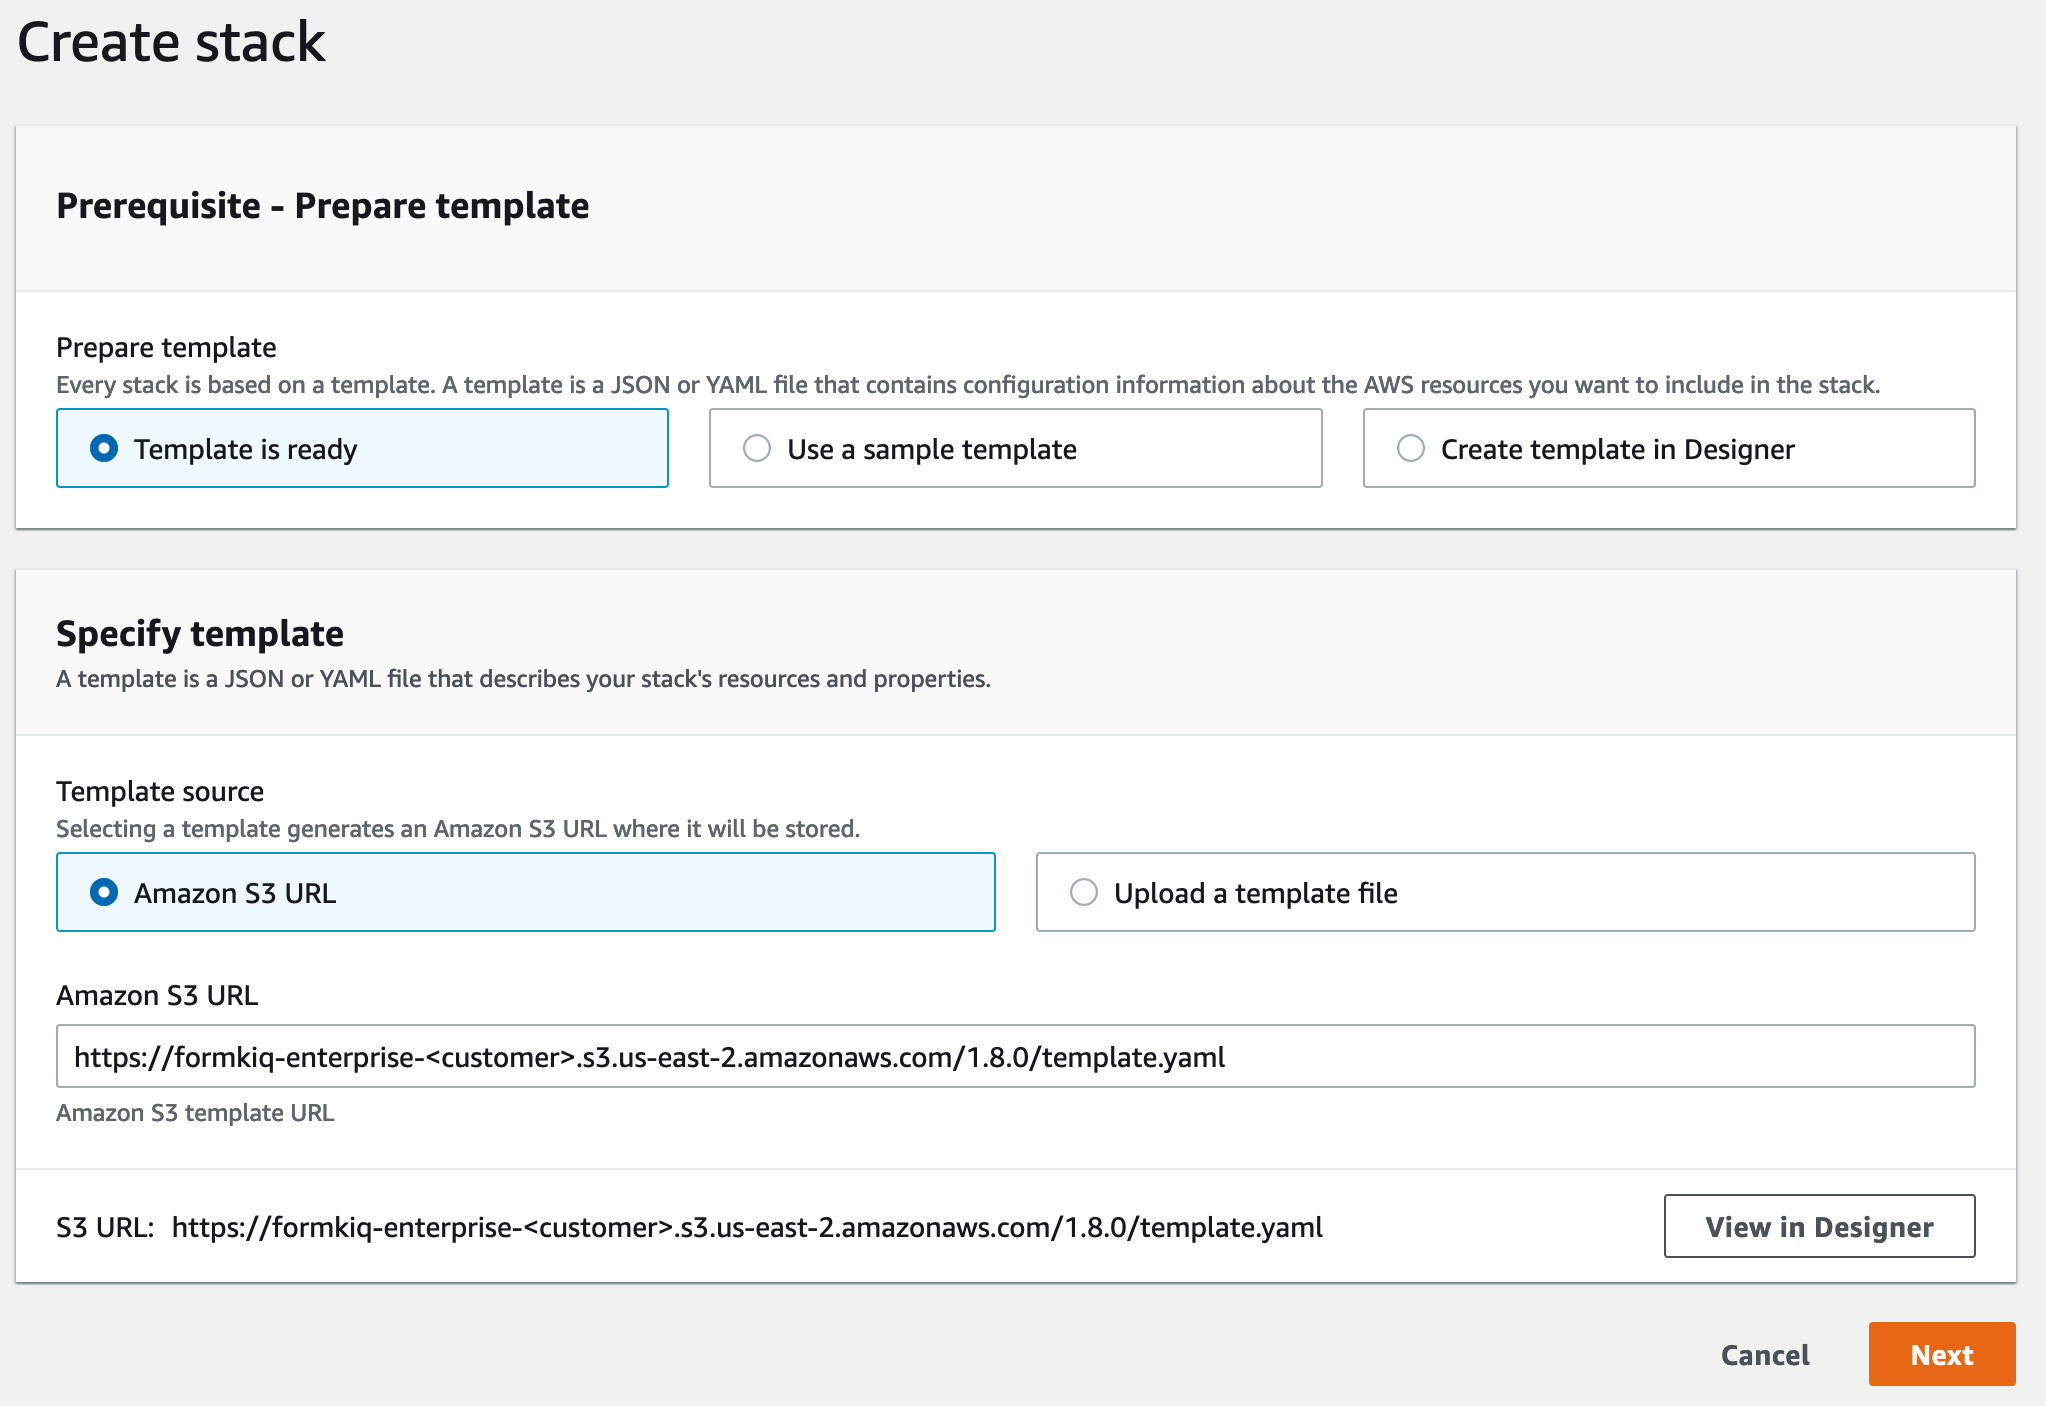 Create stack
Prerequisite - Prepare template
Prepare template
Every stack is based on a template. A template is a JSON or YAML file that contains configuration information about the AWS resources you want to include in the stack.
Template is ready
Use a sample template
Create template in Designer
Specify template
A template is a JSON or YAML file that describes your stack's resources and properties.
Template source
Selecting a template generates an Amazon S3 URL where it will be stored.
Amazon S3 URL
Upload a template file
Amazon S3 URL
https://formkiq-enterprise-<customer>.s3.us-east-2.amazonaws.com/1.8.0/template.yaml
Amazon S3 template URL
S3 URL: https://formkiq-enterprise-<customer>.s3.us-east-2.amazonaws.com/1.8.0/template.yaml
View in Designer
Cancel
Next